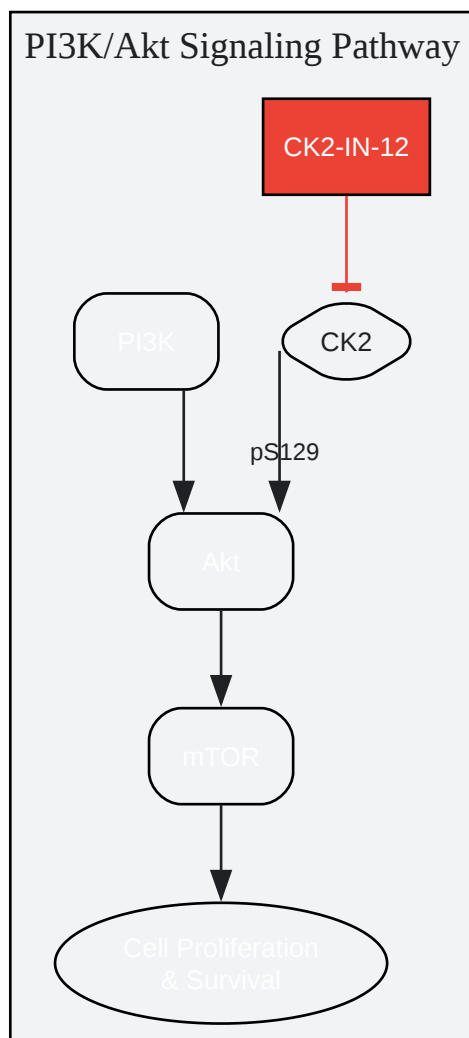 PI3K/Akt Signaling Pathway
CK2-IN-12
PI3K
CK2
pS129
Akt
mTOR
Cell Proliferation
& Survival